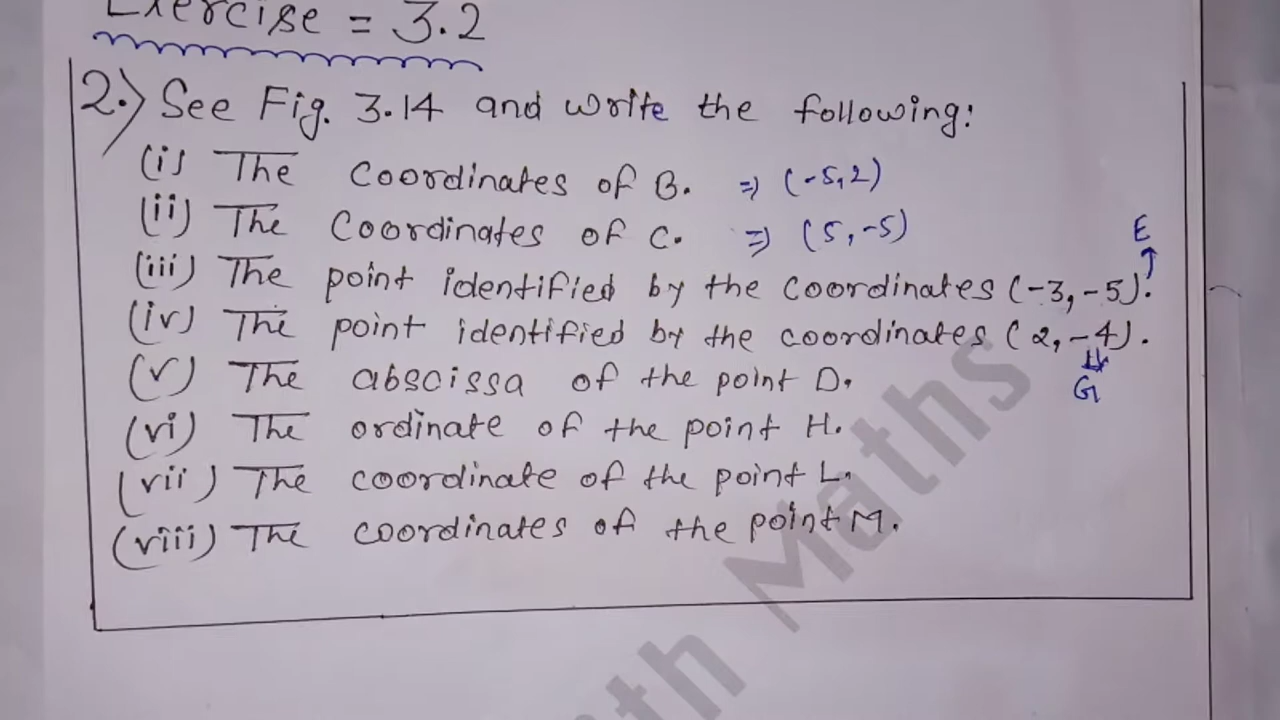 Exercise = 3.2
2.) See Fig. 3.14 and write the following:
(i) The coordinates of B. ⇒ (-5,2)
(ii) The Coordinates of C. ⇒ (5,-5)
E
(iii) The point identified by the coordinates (-3,-5).
(iv) The point identified by the coordinates (2,-4).
G
(v) The abscissa of the point D.
(vi) The ordinate of the point H.
(vii) The coordinate of the point L.
(viii) The coordinates of the point M.
Maths